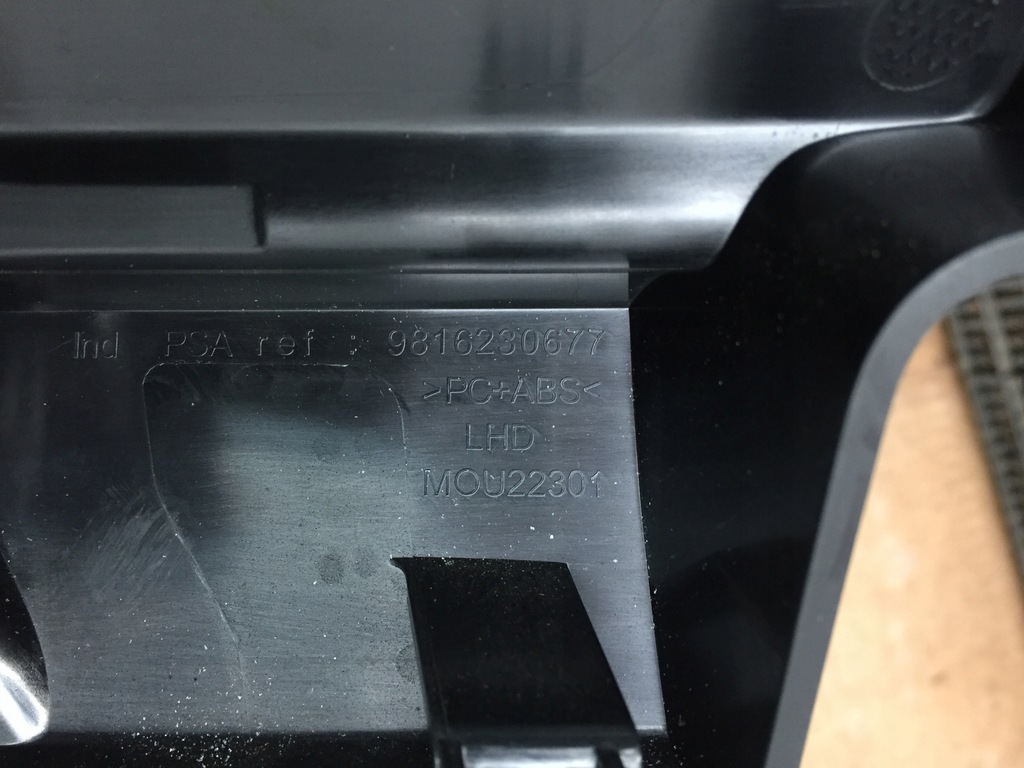 Ind PSA ref : 9816230677
>PC+ABS<
LHD
MOU22301